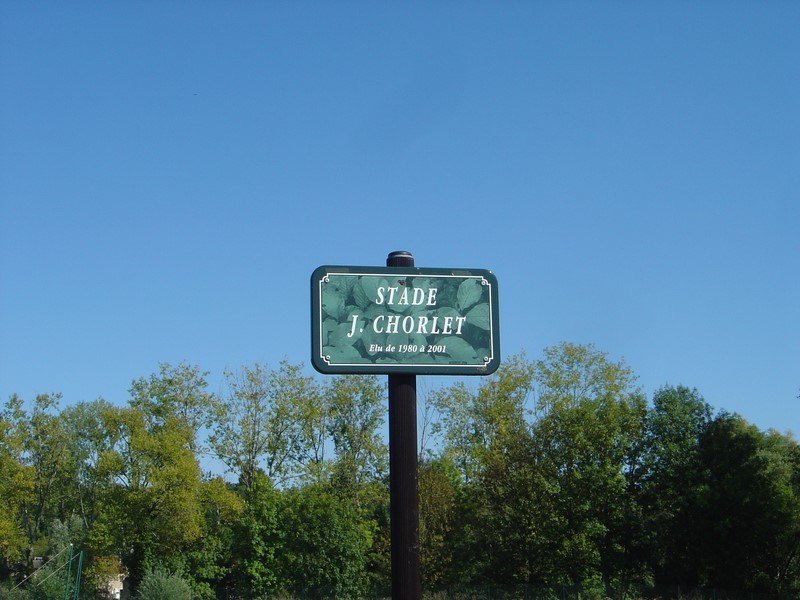 STADE
J. CHORLET
Elu de 1980 à 2001